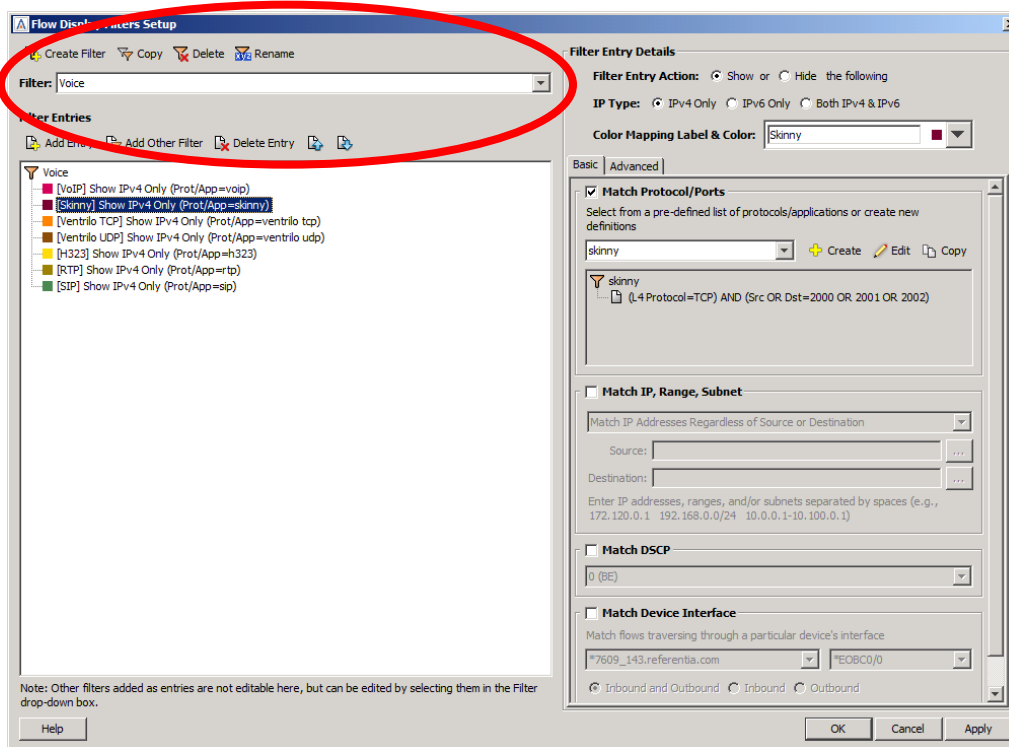 Flow Display Filters Setup
Create Filter Copy Delete Rename
Filter: Voice
Filter Entries
Add Entry Add Other Filter Delete Entry
Voice
[VoIP] Show IPv4 Only (Prot/App=voip)
[Skinny] Show IPv4 Only (Prot/App=skinny)
[Ventrilo TCP] Show IPv4 Only (Prot/App=ventrilo tcp)
[Ventrilo UDP] Show IPv4 Only (Prot/App=ventrilo udp)
[H323] Show IPv4 Only (Prot/App=h323)
[RTP] Show IPv4 Only (Prot/App=rtp)
[SIP] Show IPv4 Only (Prot/App=sip)
Note: Other filters added as entries are not editable here, but can be edited by selecting them in the Filter
drop-down box.
Help
Filter Entry Details
Filter Entry Action: Show or Hide the following
IP Type: IPv4 Only IPv6 Only Both IPv4 & IPv6
Color Mapping Label & Color: Skinny
Basic Advanced
Match Protocol/Ports
Select from a pre-defined list of protocols/applications or create new
definitions
skinny Create Edit Copy
skinny
(L4 Protocol=TCP) AND (Src OR Dst=2000 OR 2001 OR 2002)
Match IP, Range, Subnet
Match IP Addresses Regardless of Source or Destination
Source: ...
Destination: ...
Enter IP addresses, ranges, and/or subnets separated by spaces (e.g.,
172.120.0.1 192.168.0.0/24 10.0.0.1-10.100.0.1)
Match DSCP
0 (BE)
Match Device Interface
Match flows traversing through a particular device's interface
*7609_143.referentia.com *EOBC0/0
Inbound and Outbound Inbound Outbound
OK Cancel Apply